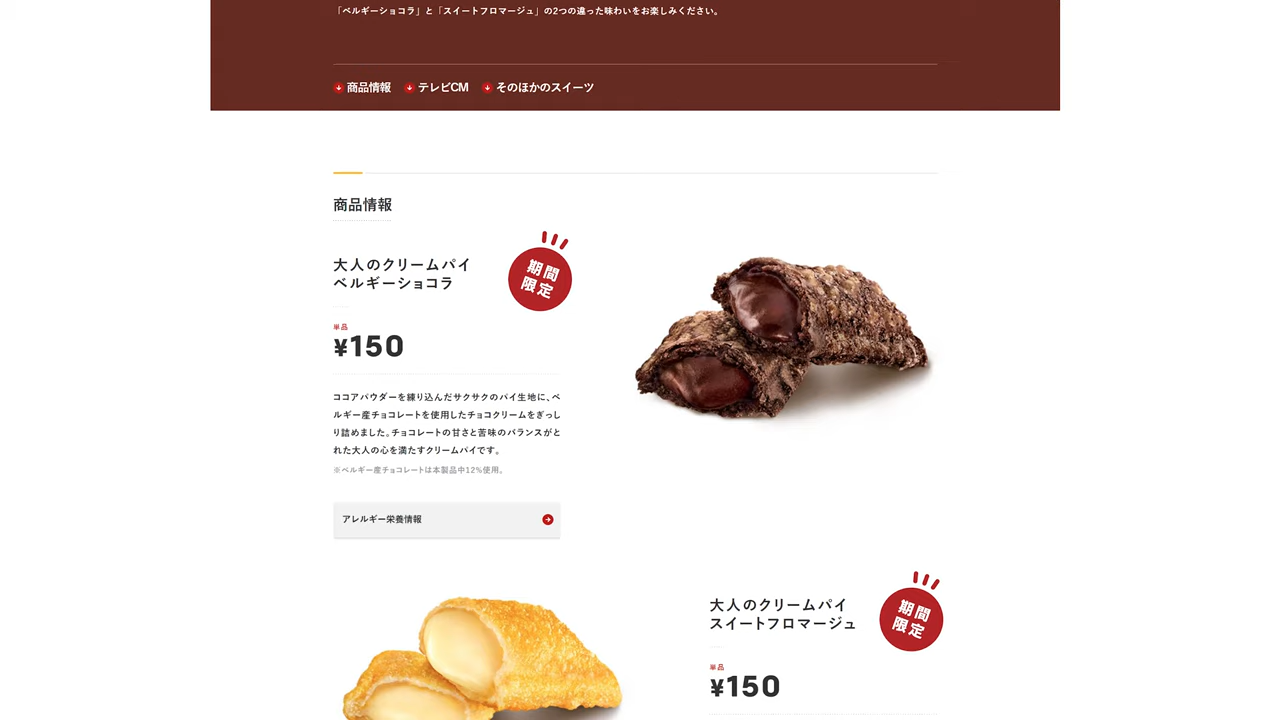 「ベルギーショコラ」と「スイートフロマージュ」の2つの違った味わいをお楽しみください。
商品情報 テレビCM そのほかのスイーツ
商品情報
大人のクリームパイ
ベルギーショコラ
期間
限定
単品
¥150
ココアパウダーを練り込んだサクサクのパイ生地に、ベ
ルギー産チョコレートを使用したチョコクリームをぎっし
り詰めました。チョコレートの甘さと苦味のバランスがと
れた大人の心を満たすクリームパイです。
※ベルギー産チョコレートは本製品中12%使用。
アレルギー栄養情報
大人のクリームパイ
スイートフロマージュ
期間
限定
単品
¥150